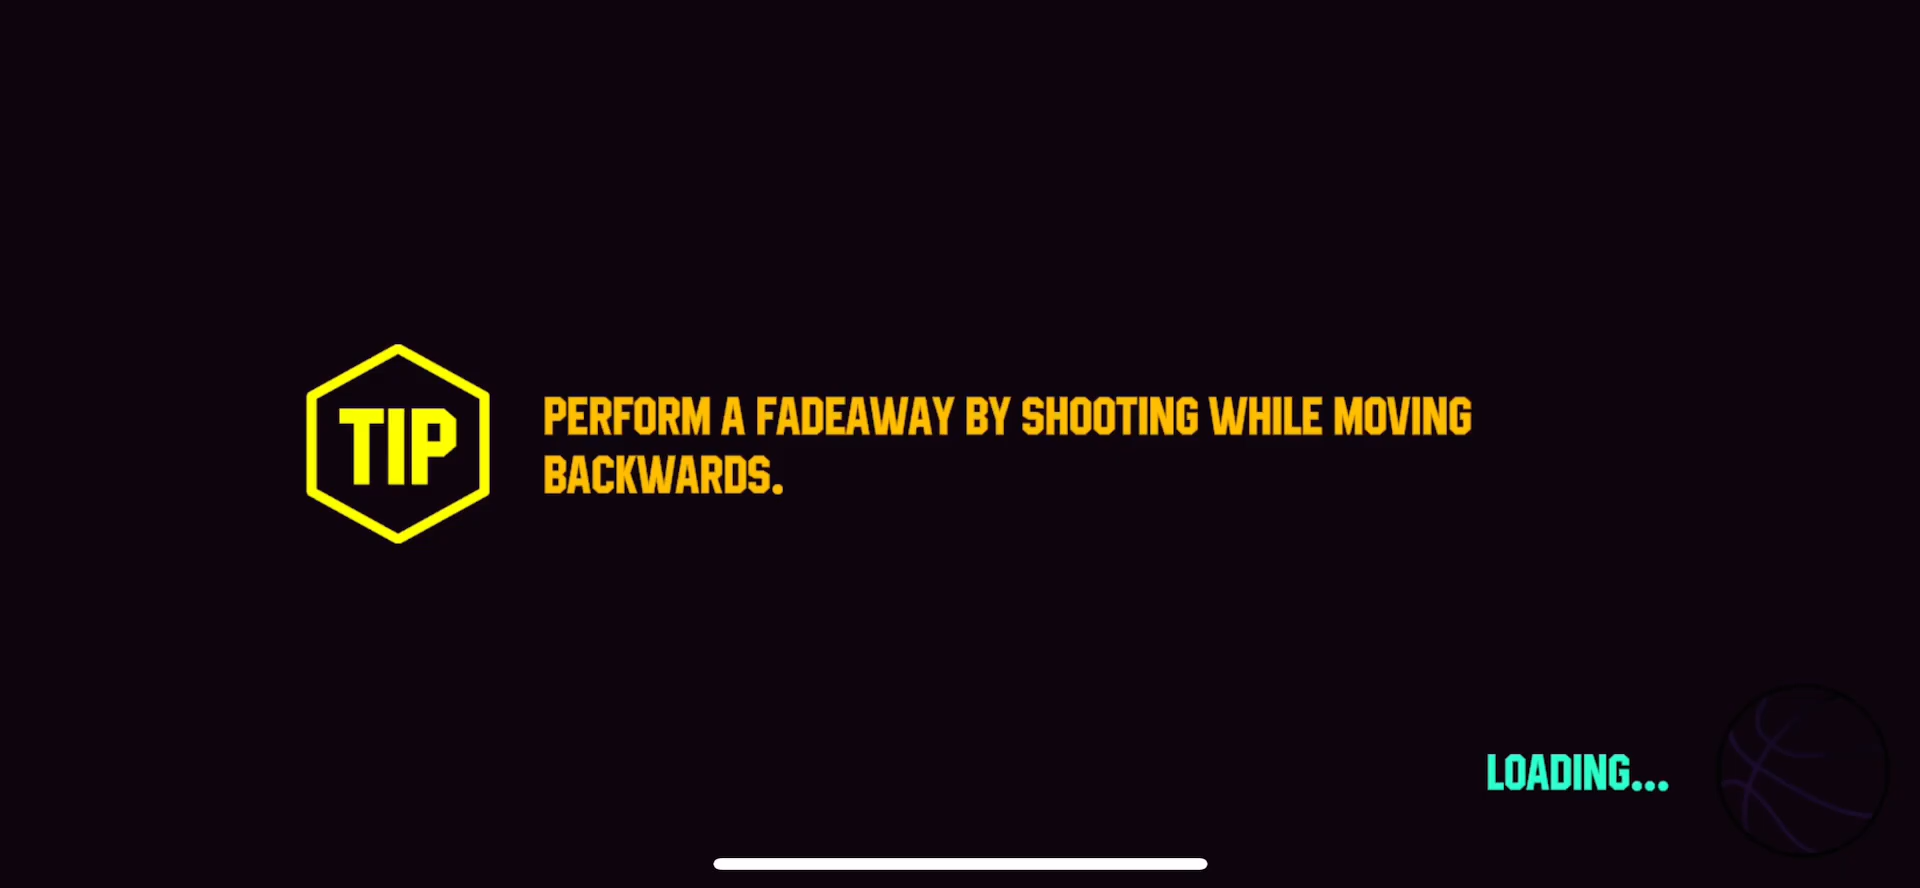 TIP
PERFORM A FADEAWAY BY SHOOTING WHILE MOVING
BACKWARDS.
LOADING...